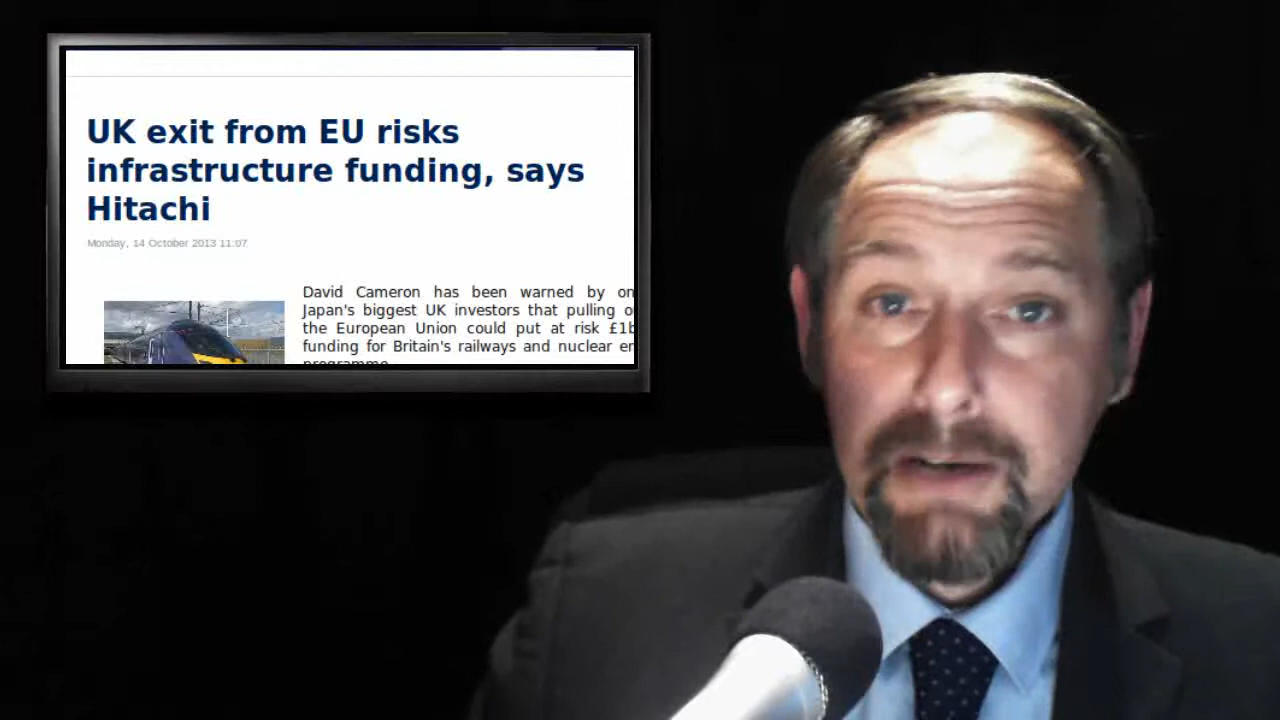 UK exit from EU risks
infrastructure funding, says
Hitachi
Monday, 14 October 2013 11:07
David Cameron has been warned by
Japan's biggest UK investors that pulling
the European Union could put at risk
funding for Britain's railways and nuclear
programme.